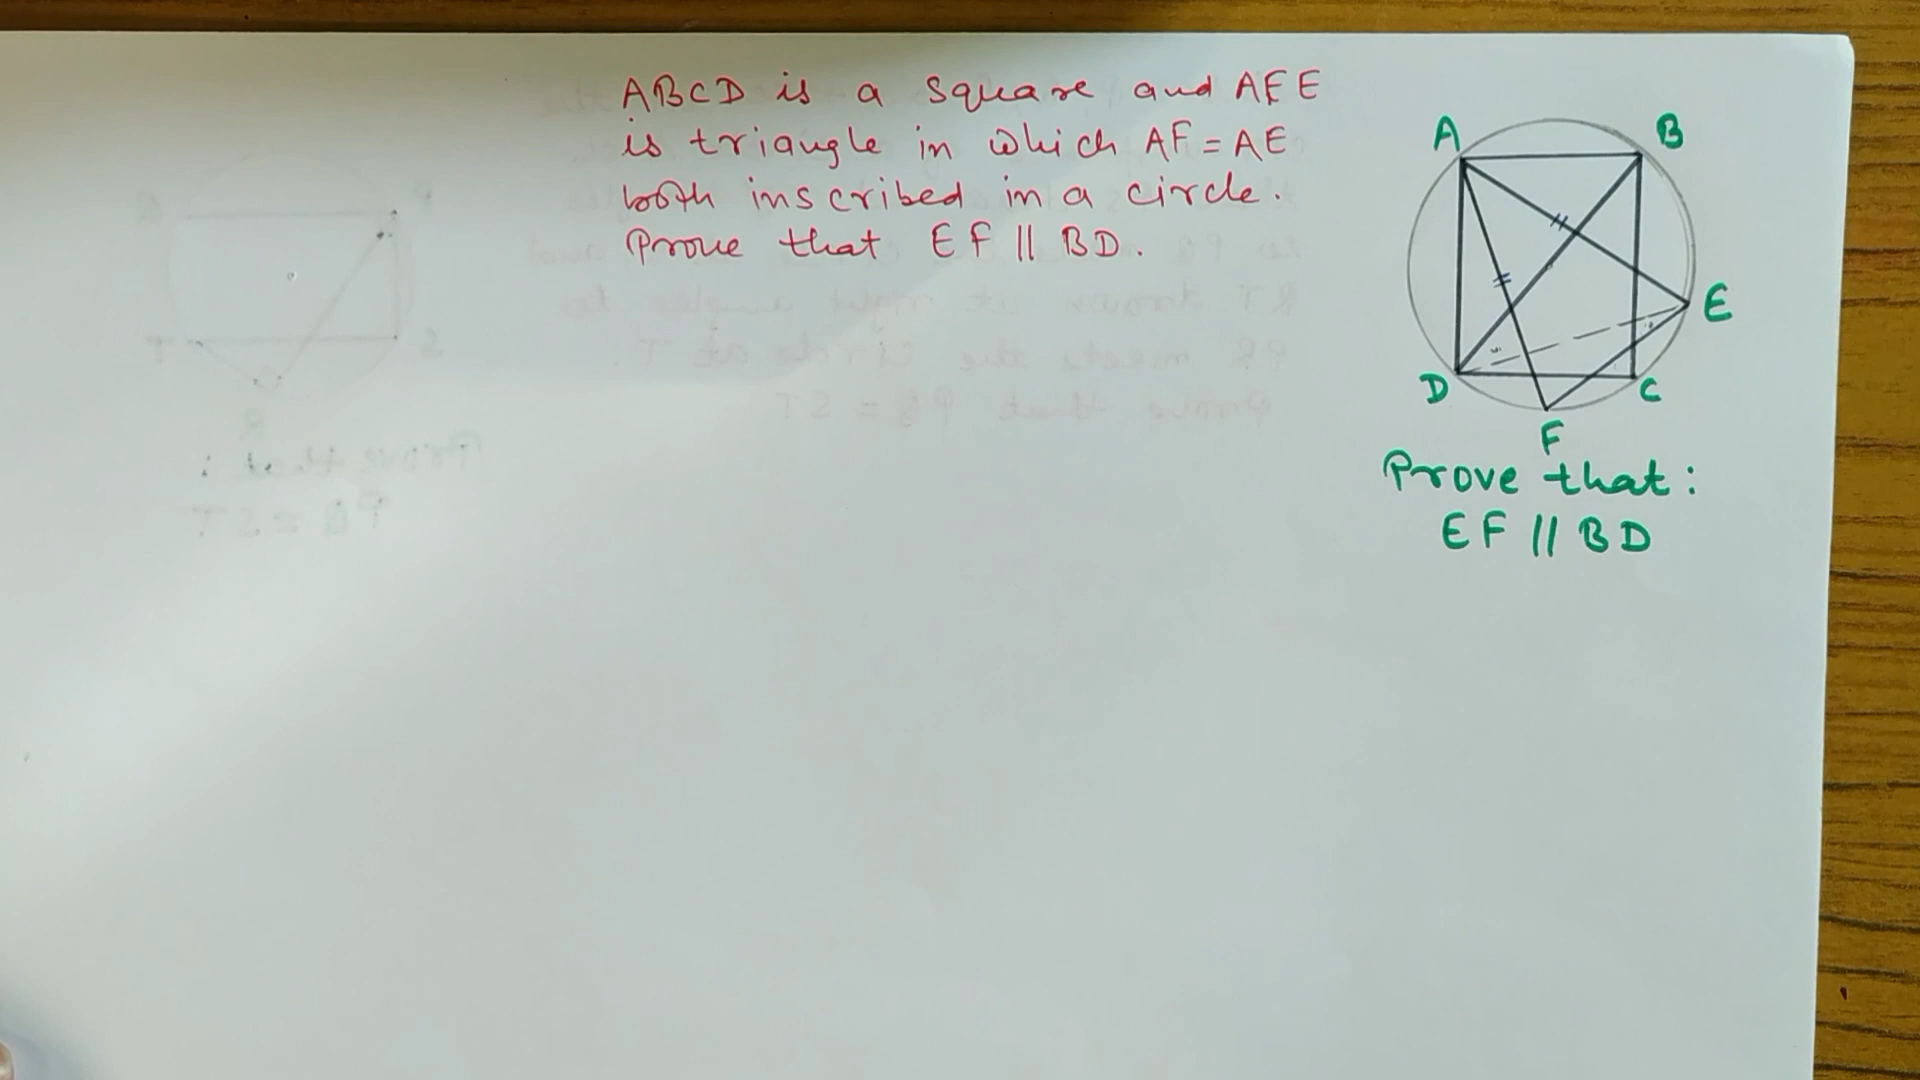 ABCD is a square and AFE
is triangle in which AF = AE
both inscribed in a circle.
Prove that EF || BD.
A
B
E
D
C
F
Prove that:
EF || BD